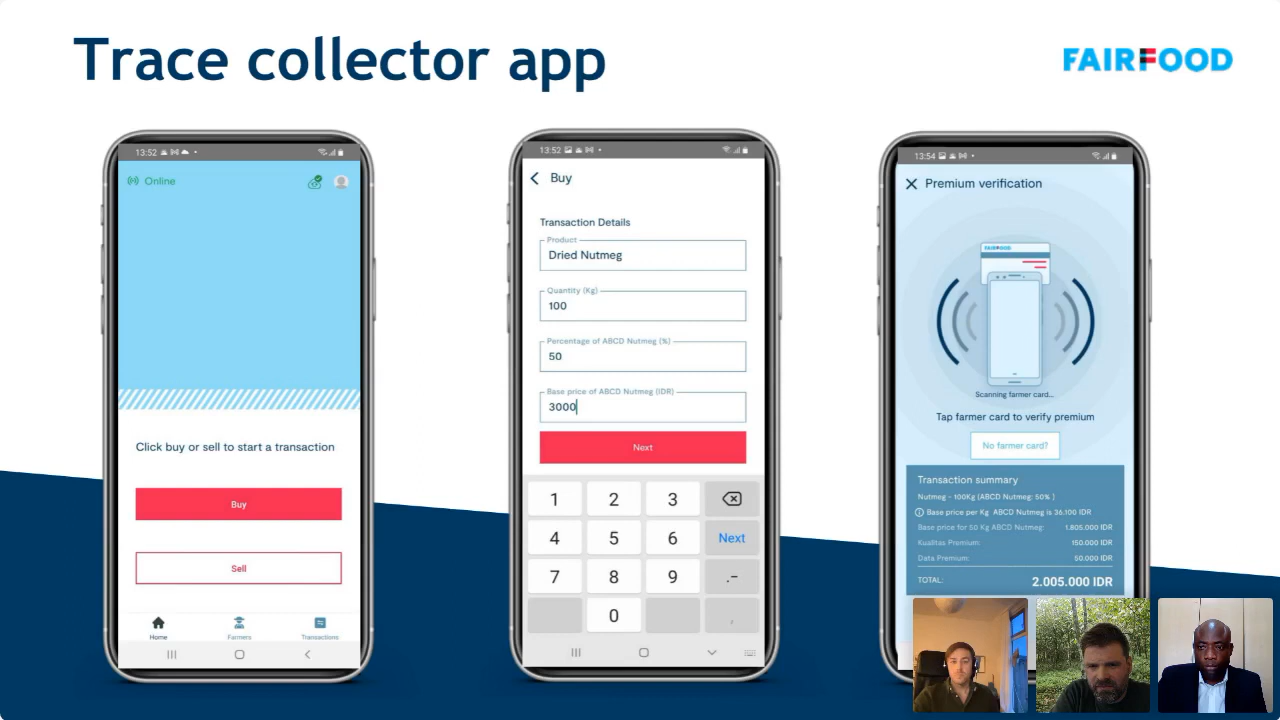 Trace collector app
FAIRFOOD
13:52
Online
Click buy or sell to start a transaction
Buy
Sell
Home
Farmers
Transactions
13:52
Buy
Transaction Details
Product
Dried Nutmeg
Quantity (Kg)
100
Percentage of ABCD Nutmeg (%)
50
Base price of ABCD Nutmeg (IDR)
3000
Next
1 2 3
4 5 6 Next
7 8 9 .-
0 ,
13:54
Premium verification
FAIRFOOD
Scanning farmer card...
Tap farmer card to verify premium
No farmer card?
Transaction summary
Nutmeg - 100Kg (ABCD Nutmeg: 50% )
Base price per Kg ABCD Nutmeg is 36.100 IDR
Base price for 50 Kg ABCD Nutmeg: 1.805.000 IDR
Kualitas Premium: 150.000 IDR
Data Premium: 50.000 IDR
TOTAL: 2.005.000 IDR